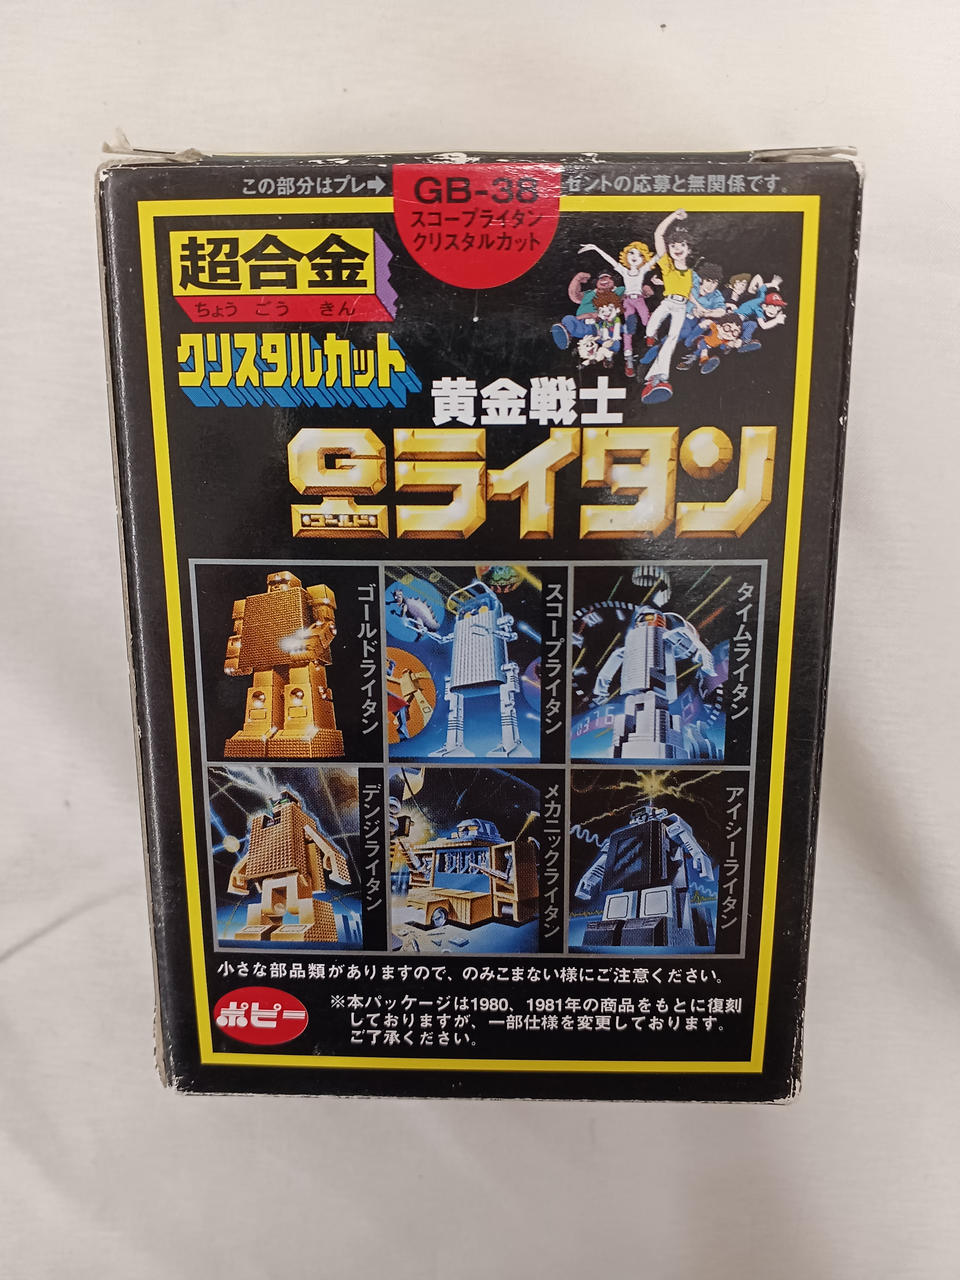 この部分はプレ➡
GB-38
スコープライタン
クリスタルカット
セントの応募と無関係です。
超合金
ちょう ごう きん
クリスタルカット
黄金戦士
Gライタン
ゴールド
ゴールドライタン
スコープライタン
タイムライタン
デンジライタン
メカニックライタン
アイシーライタン
小さな部品類がありますので、のみこまない様にご注意ください。
ポピー
※本パッケージは1980、1981年の商品をもとに復刻
しておりますが、一部仕様を変更しております。
ご了承ください。